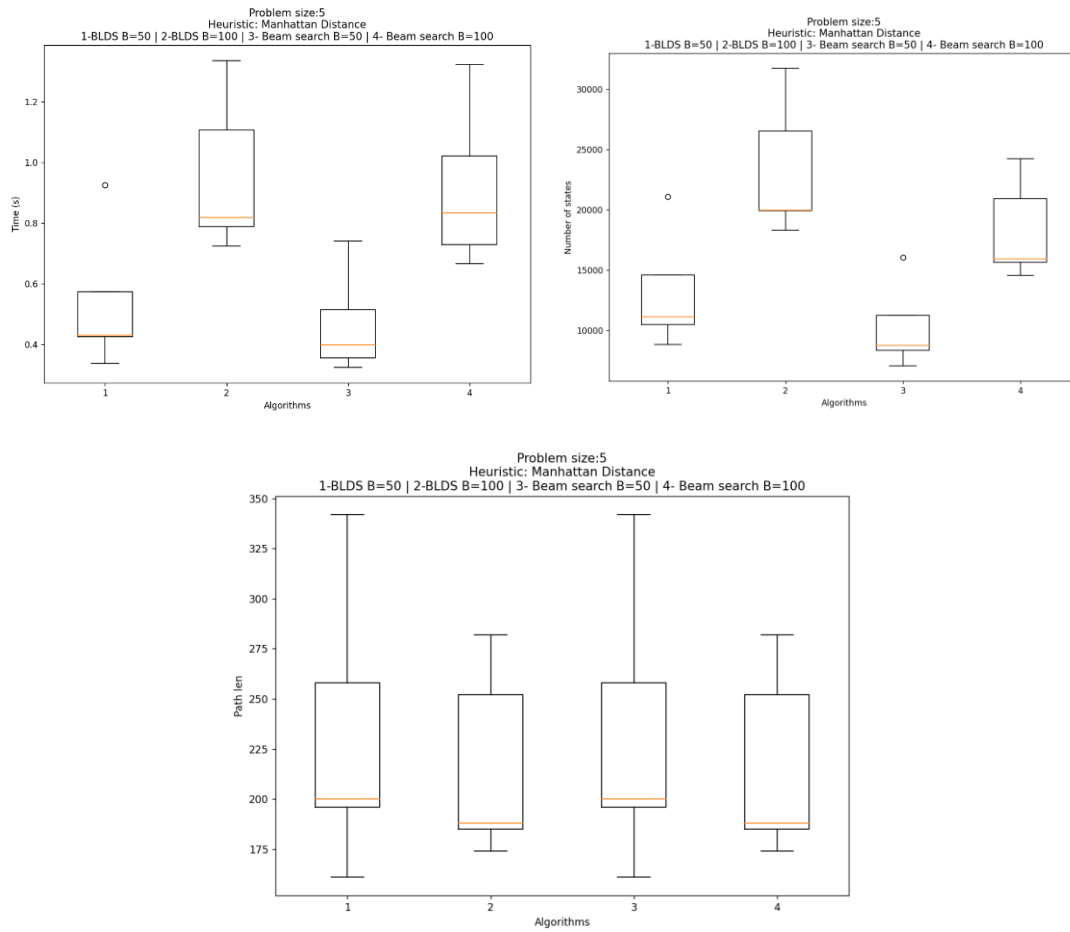 Problem size:5
Heuristic: Manhattan Distance
1-BLDS B=50 | 2-BLDS B=100 | 3- Beam search B=50 | 4- Beam search B=100
Time (s)
1.2
1.0
0.8
0.6
0.4
1 2 3 4
Algorithms
Problem size:5
Heuristic: Manhattan Distance
1-BLDS B=50 | 2-BLDS B=100 | 3- Beam search B=50 | 4- Beam search B=100
Number of states
30000
25000
20000
15000
10000
1 2 3 4
Algorithms
Problem size:5
Heuristic: Manhattan Distance
1-BLDS B=50 | 2-BLDS B=100 | 3- Beam search B=50 | 4- Beam search B=100
Path len
350
325
300
275
250
225
200
175
1 2 3 4
Algorithms